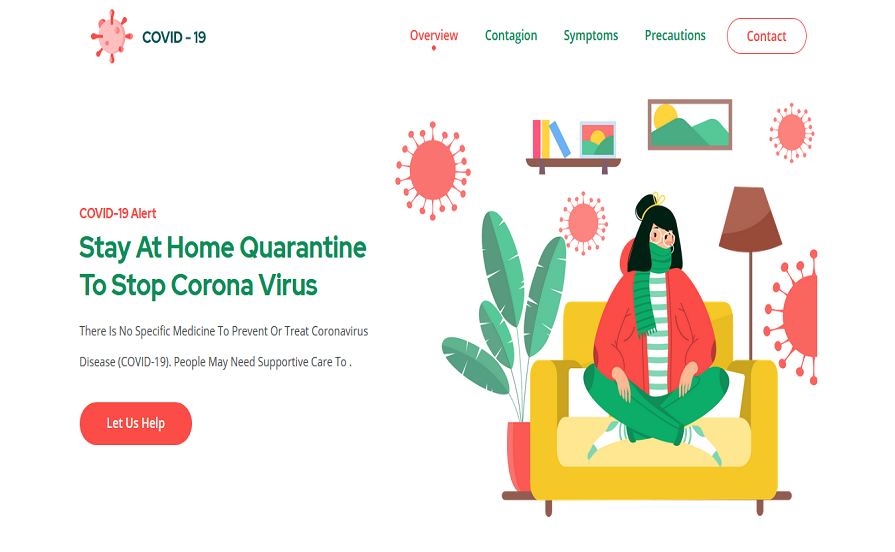 COVID - 19
Overview
Contagion
Symptoms
Precautions
Contact
COVID-19 Alert
Stay At Home Quarantine
To Stop Corona Virus
There Is No Specific Medicine To Prevent Or Treat Coronavirus
Disease (COVID-19). People May Need Supportive Care To .
Let Us Help